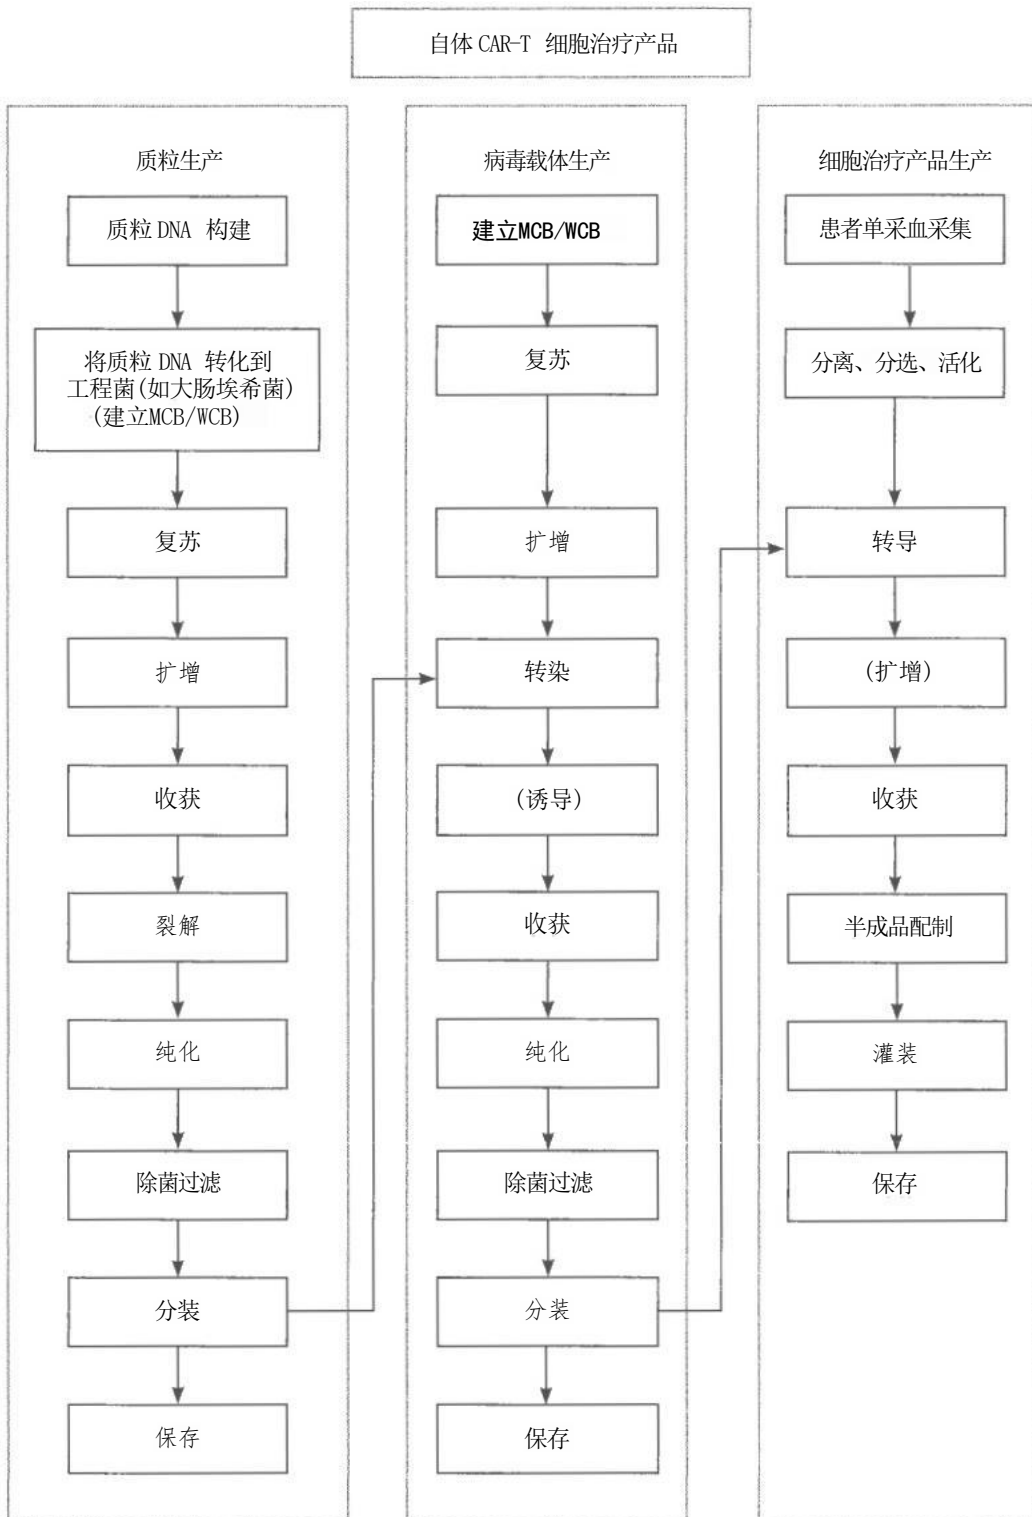 自体 CAR-T 细胞治疗产品
质粒生产
质粒 DNA 构建
将质粒 DNA 转化到
工程菌(如大肠埃希菌)
(建立MCB/WCB)
复苏
扩增
收获
裂解
纯化
除菌过滤
分装
保存
病毒载体生产
建立MCB/WCB
复苏
扩增
转染
(诱导)
收获
纯化
除菌过滤
分装
保存
细胞治疗产品生产
患者单采血采集
分离、分选、活化
转导
(扩增)
收获
半成品配制
灌装
保存